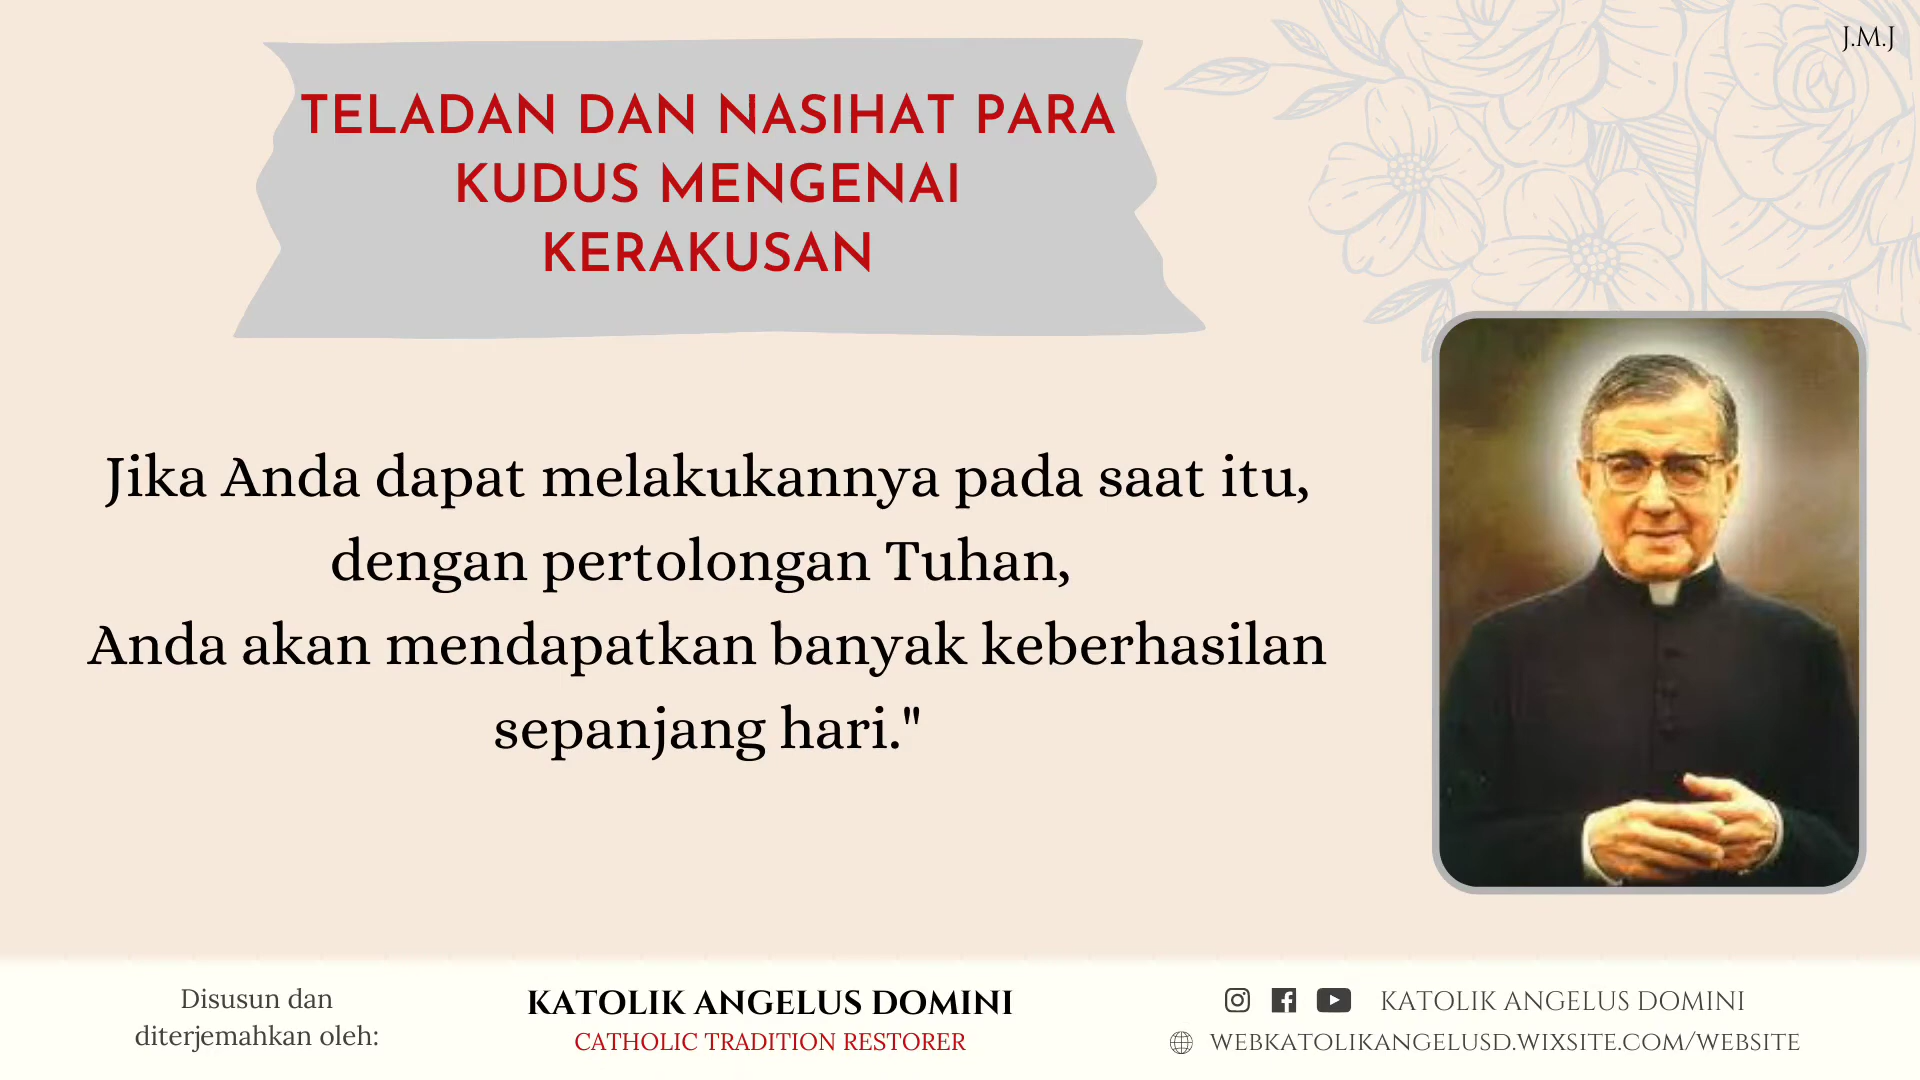 J.M.J
TELADAN DAN NASIHAT PARA
KUDUS MENGENAI
KERAKUSAN
Jika Anda dapat melakukannya pada saat itu,
dengan pertolongan Tuhan,
Anda akan mendapatkan banyak keberhasilan
sepanjang hari."
Disusun dan
diterjemahkan oleh:
KATOLIK ANGELUS DOMINI
CATHOLIC TRADITION RESTORER
KATOLIK ANGELUS DOMINI
WEBKATOLIKANGELUSD.WIXSITE.COM/WEBSITE